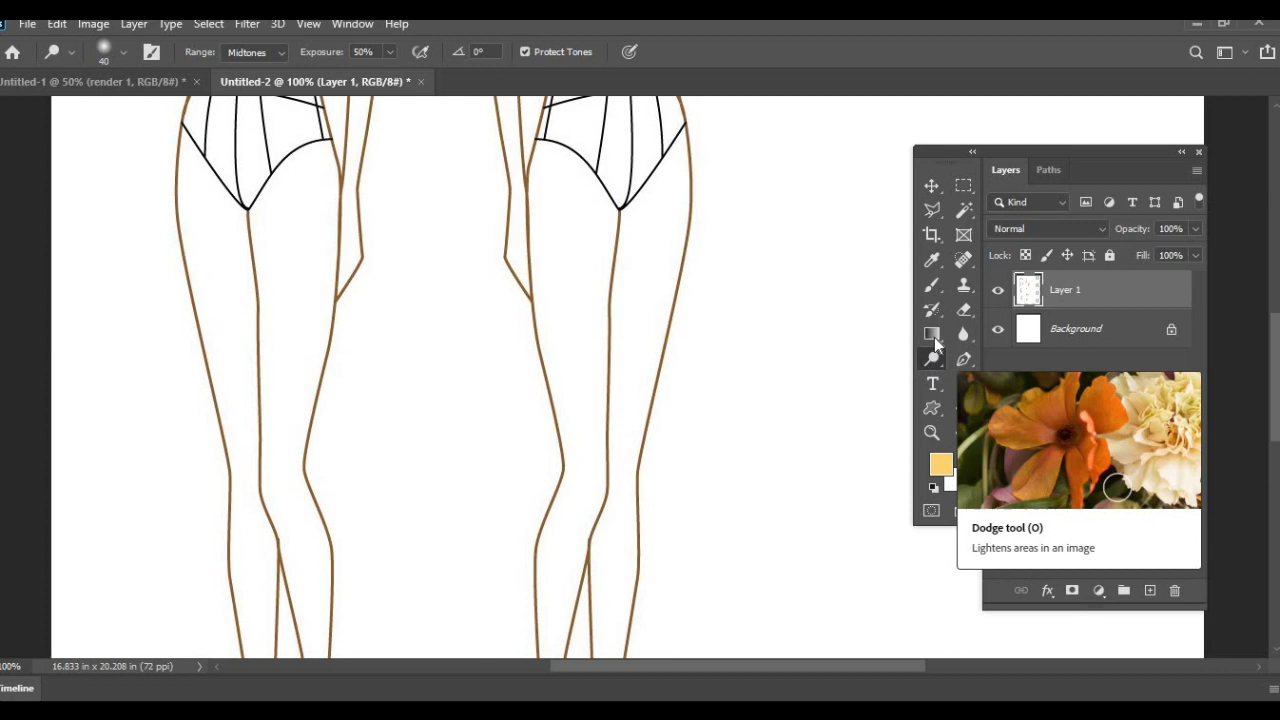 File Edit Image Layer Type Select Filter 3D View Window Help
40 Range: Midtones Exposure: 50% 0° Protect Tones
Untitled-1 @ 50% (render 1, RGB/8#) * × Untitled-2 @ 100% (Layer 1, RGB/8#) * ×
Layers Paths
Kind
Normal Opacity: 100%
Lock: Fill: 100%
Layer 1
Background
Dodge tool (O)
Lightens areas in an image
fx
100% 16.833 in x 20.208 in (72 ppi)
Timeline